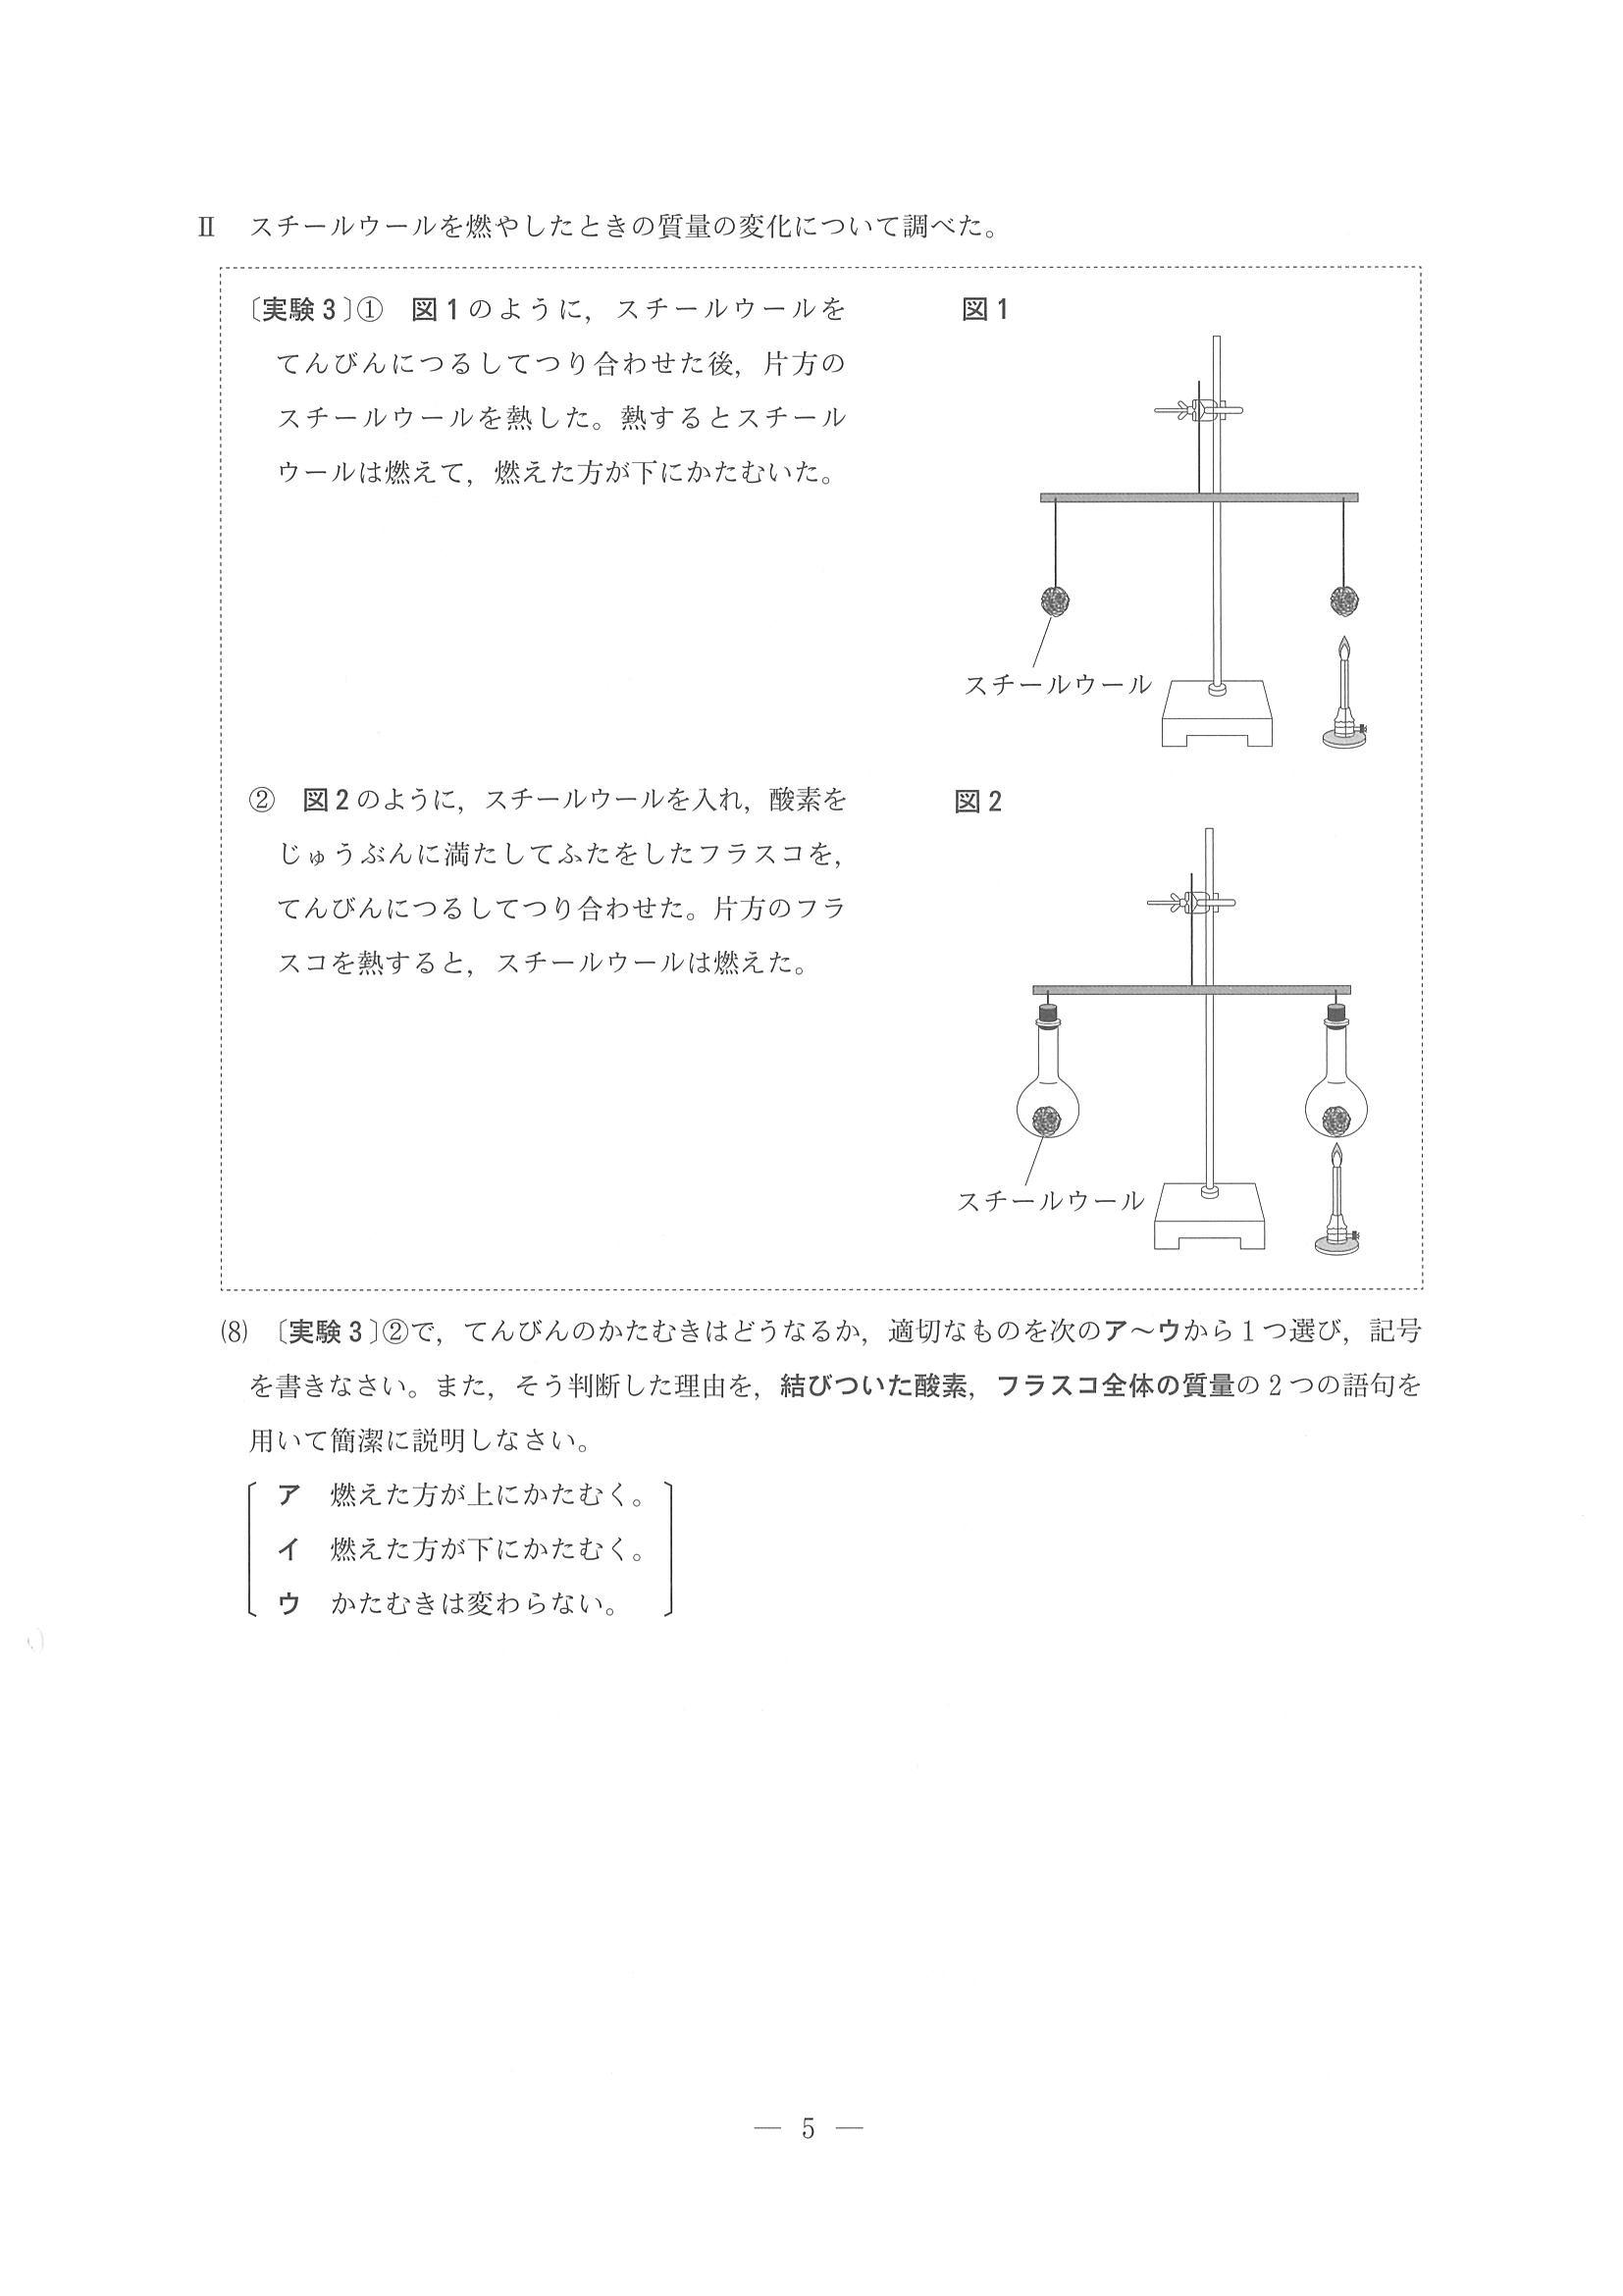 Ⅱ　スチールウールを燃やしたときの質量の変化について調べた。
〔実験３〕①　図１のように，スチールウールを
てんびんにつるしてつり合わせた後，片方の
スチールウールを熱した。熱するとスチール
ウールは燃えて，燃えた方が下にかたむいた。
図１
スチールウール
②　図２のように，スチールウールを入れ，酸素を
じゅうぶんに満たしてふたをしたフラスコを，
てんびんにつるしてつり合わせた。片方のフラ
スコを熱すると，スチールウールは燃えた。
図２
スチールウール
⑻　〔実験３〕②で，てんびんのかたむきはどうなるか，適切なものを次のア～ウから１つ選び，記号
を書きなさい。また，そう判断した理由を，結びついた酸素，フラスコ全体の質量の２つの語句を
用いて簡潔に説明しなさい。
ア　燃えた方が上にかたむく。
イ　燃えた方が下にかたむく。
ウ　かたむきは変わらない。
― 5 ―